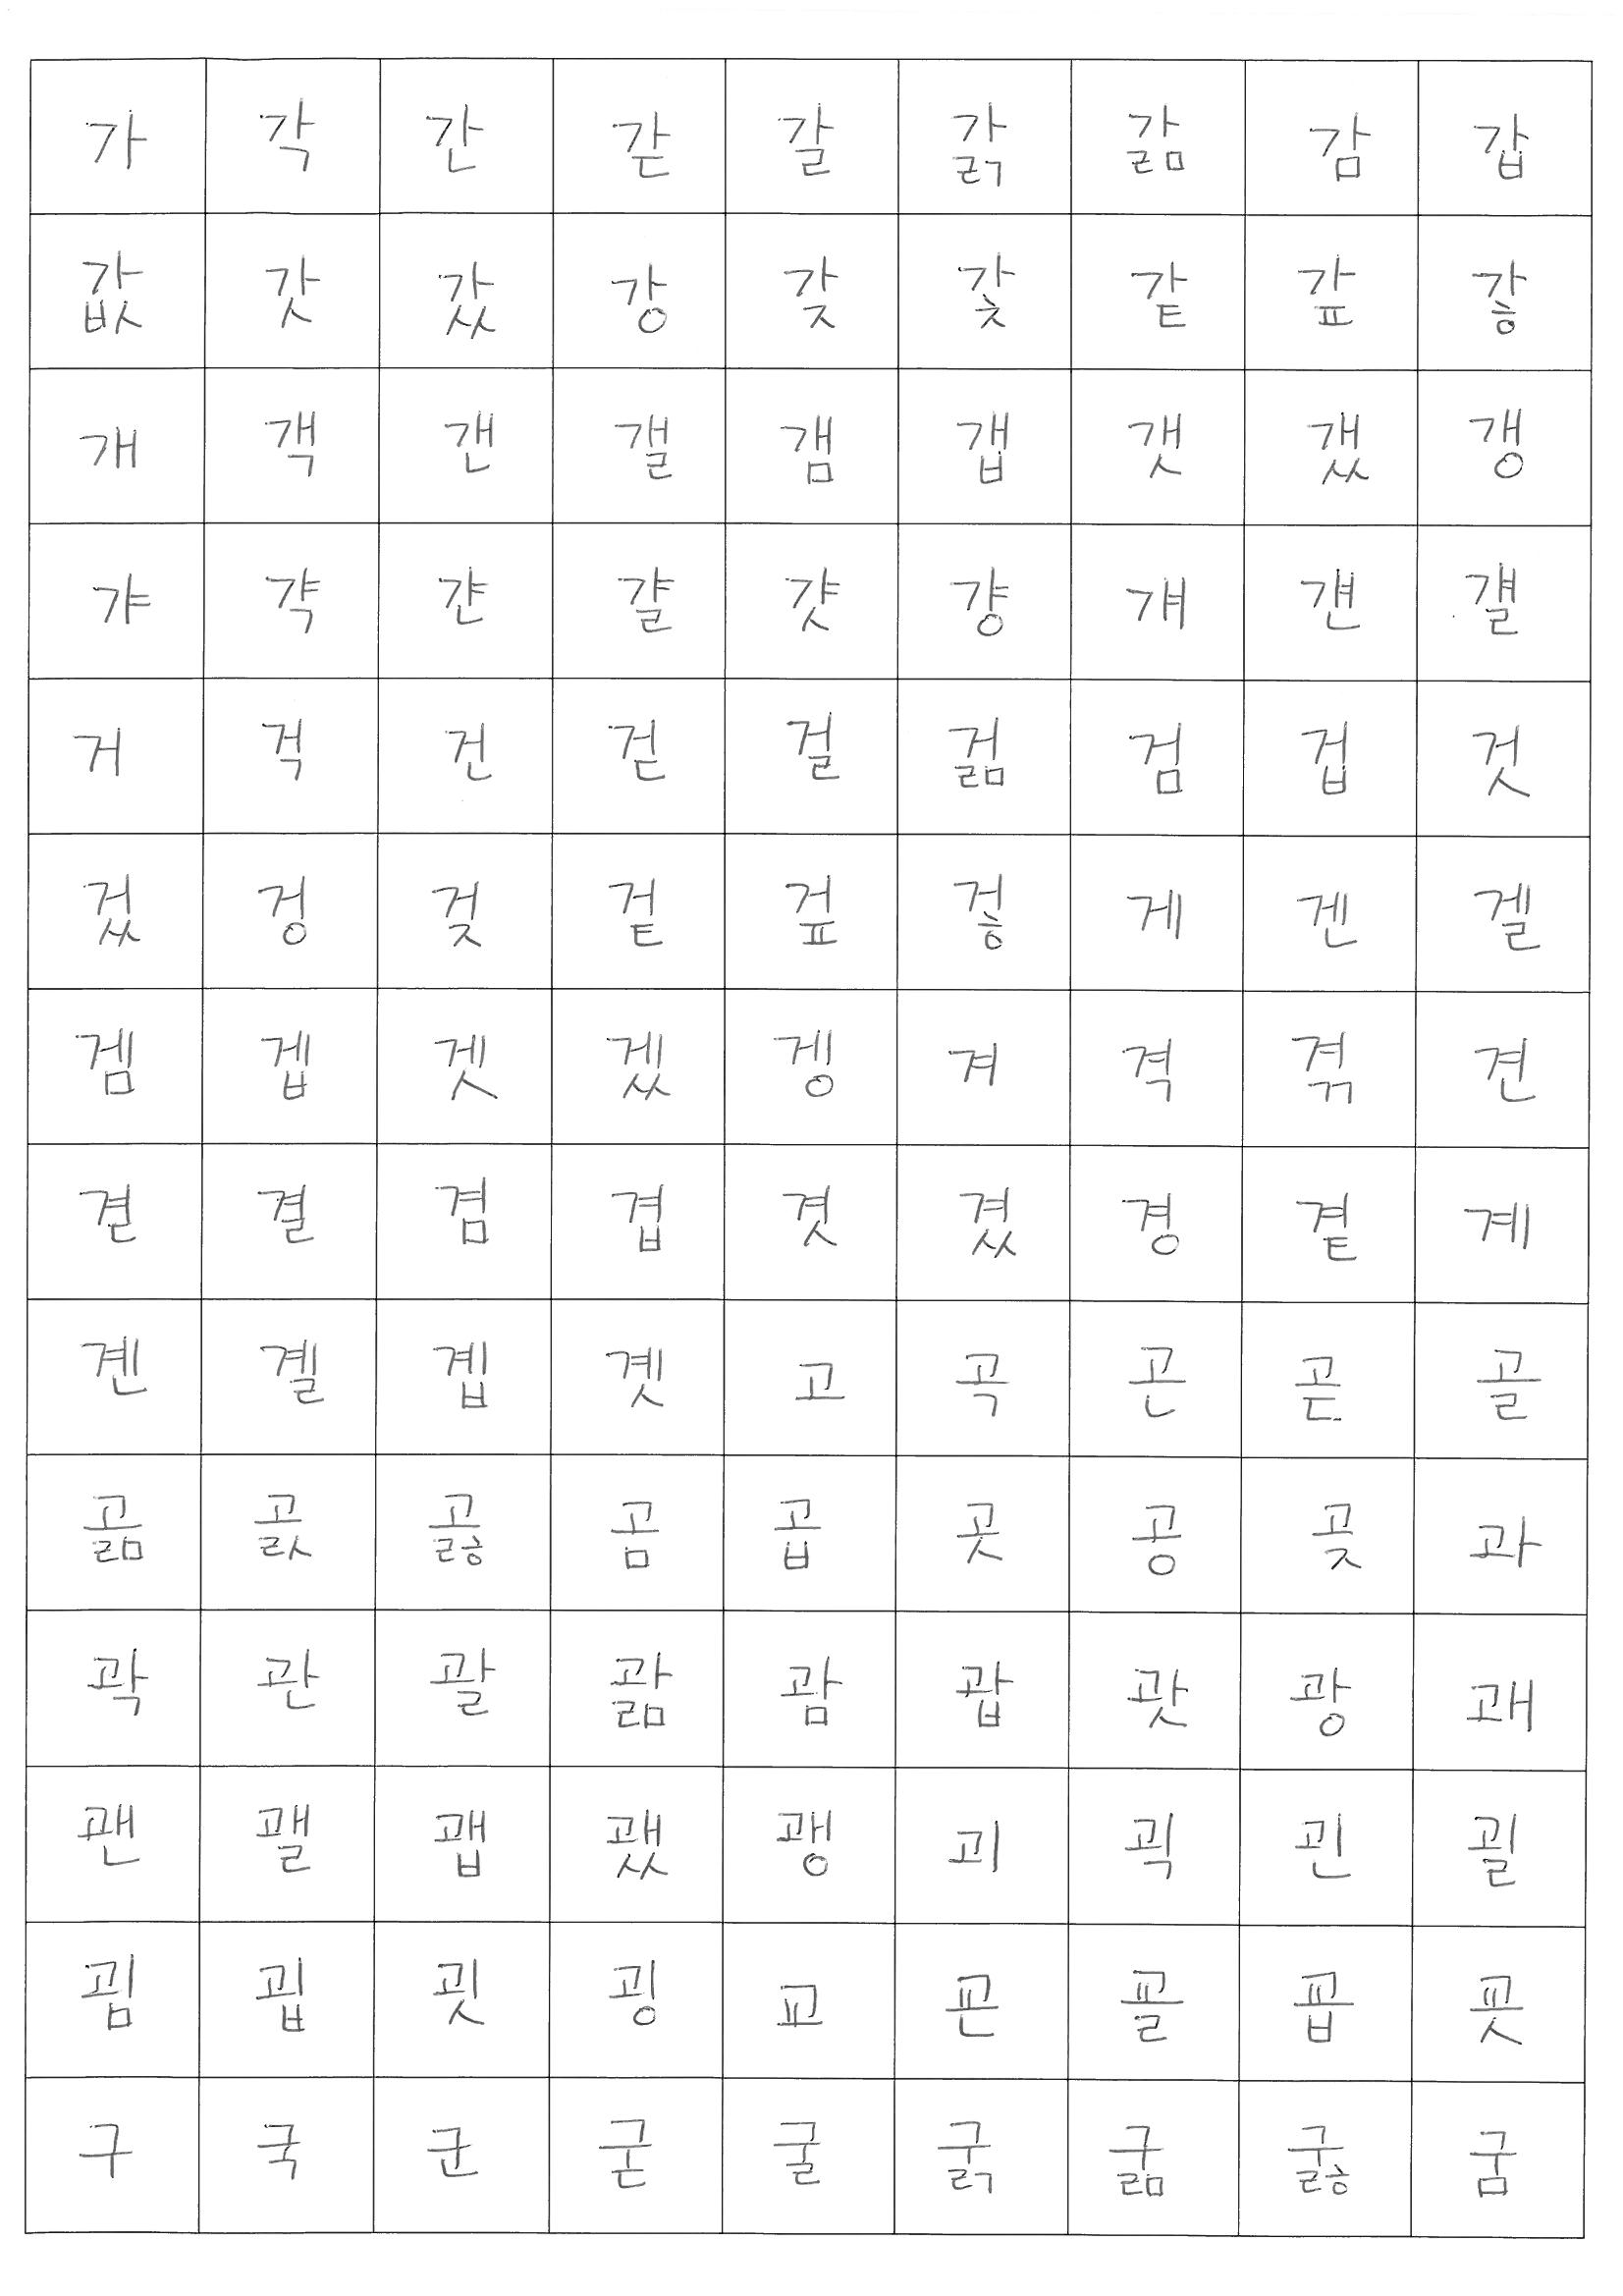 가 각 간 갇 갈 갉 갊 감 갑
값 갓 갔 강 갖 갗 같 갚 갛
개 객 갠 갤 갬 갭 갯 갰 갱
갸 갹 갼 걀 걋 걍 걔 걘 걜
거 걱 건 걷 걸 걺 검 겁 것
겄 겅 겆 겉 겊 겋 게 겐 겔
겜 겝 겟 겠 겡 겨 격 겪 견
겯 결 겸 겹 겻 겼 경 곁 계
곈 곌 곕 곗 고 곡 곤 곧 골
곪 곬 곯 곰 곱 곳 공 곶 과
곽 관 괄 괆 괌 괍 괏 광 괘
괜 괠 괩 괬 괭 괴 괵 괸 괼
굄 굅 굇 굉 교 굔 굘 굡 굣
구 국 군 굳 굴 굵 굶 굻 굼